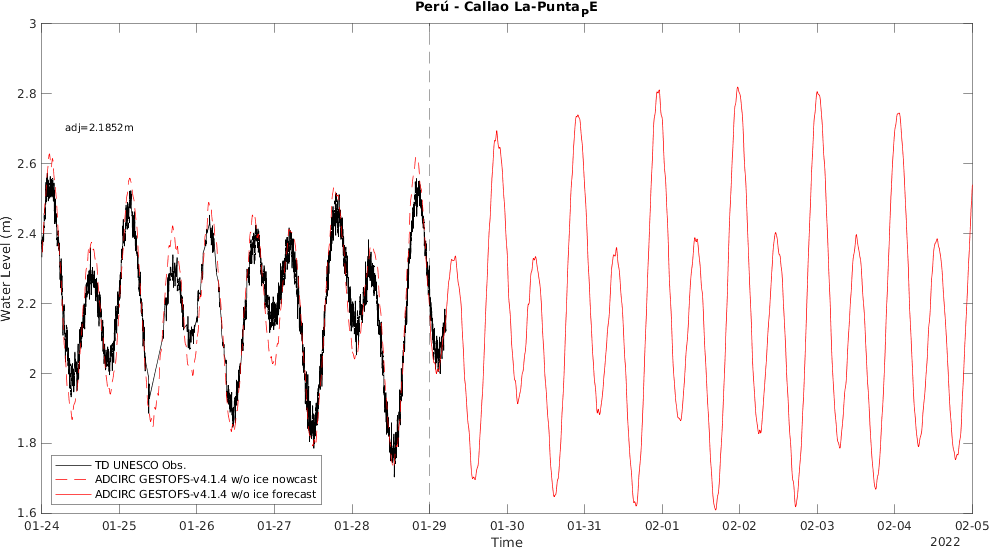 Perú - Callao La-PuntaPE
3
2.8
2.6
2.4
2.2
2
1.8
1.6
Water Level (m)
adj=2.1852m
TD UNESCO Obs.
ADCIRC GESTOFS-v4.1.4 w/o ice nowcast
ADCIRC GESTOFS-v4.1.4 w/o ice forecast
01-24 01-25 01-26 01-27 01-28 01-29 01-30 01-31 02-01 02-02 02-03 02-04 02-05
Time
2022